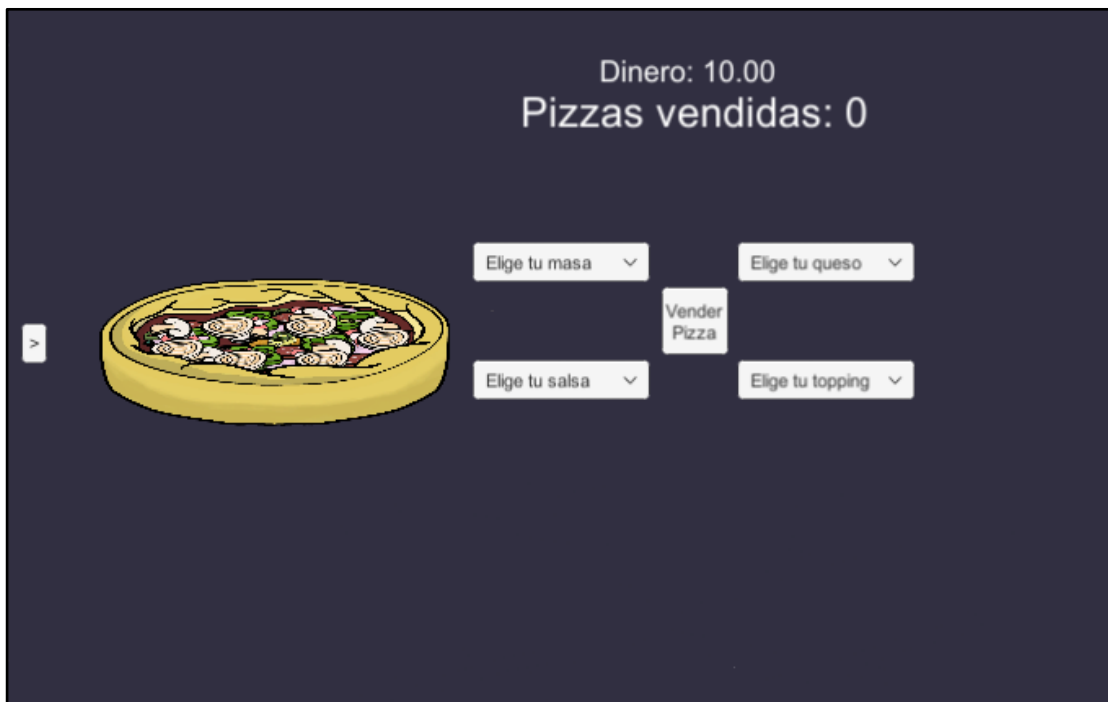 Dinero: 10.00
Pizzas vendidas: 0
Elige tu masa
Elige tu queso
Vender
Pizza
>
Elige tu salsa
Elige tu topping